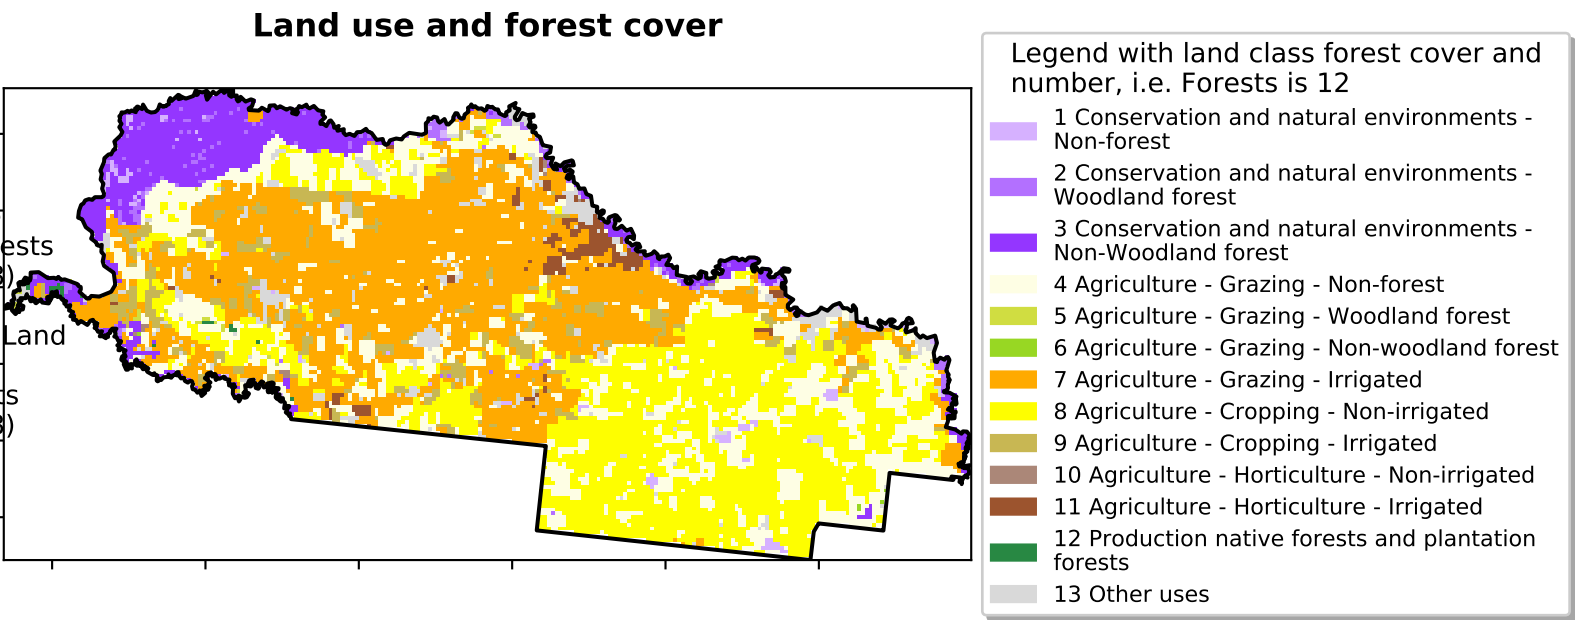 Land use and forest cover
ests
)
Land
ts
)
Legend with land class forest cover and
number, i.e. Forests is 12
1 Conservation and natural environments -
Non-forest
2 Conservation and natural environments -
Woodland forest
3 Conservation and natural environments -
Non-Woodland forest
4 Agriculture - Grazing - Non-forest
5 Agriculture - Grazing - Woodland forest
6 Agriculture - Grazing - Non-woodland forest
7 Agriculture - Grazing - Irrigated
8 Agriculture - Cropping - Non-irrigated
9 Agriculture - Cropping - Irrigated
10 Agriculture - Horticulture - Non-irrigated
11 Agriculture - Horticulture - Irrigated
12 Production native forests and plantation
forests
13 Other uses